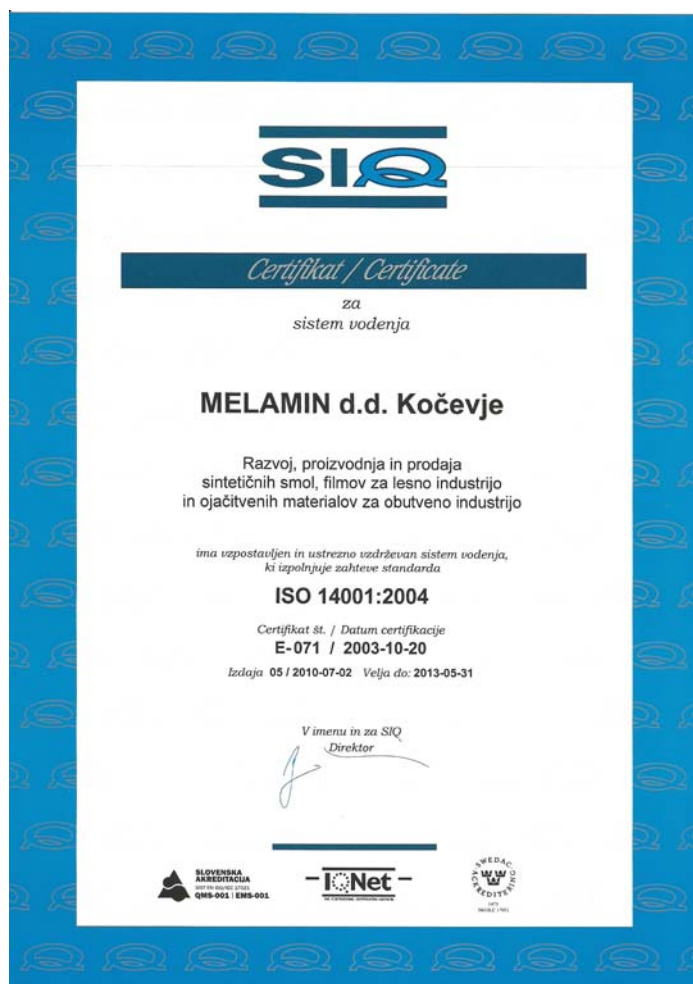 SIQ
Certifikat / Certificate
za
sistem vodenja
MELAMIN d.d. Kočevje
Razvoj, proizvodnja in prodaja
sintetičnih smol, filmov za lesno industrijo
in ojačitvenih materialov za obutveno industrijo
ima vzpostavljen in ustrezno vzdrževan sistem vodenja,
ki izpolnjuje zahteve standarda
ISO 14001:2004
Certifikat št. / Datum certifikacije
E-071 / 2003-10-20
Izdaja 05 / 2010-07-02 Velja do: 2013-05-31
V imenu in za SIQ
Direktor
SLOVENSKA
AKREDITACIJA
QMS-001 | EMS-001
IQNet
SWEDAC
ACKREDITERING